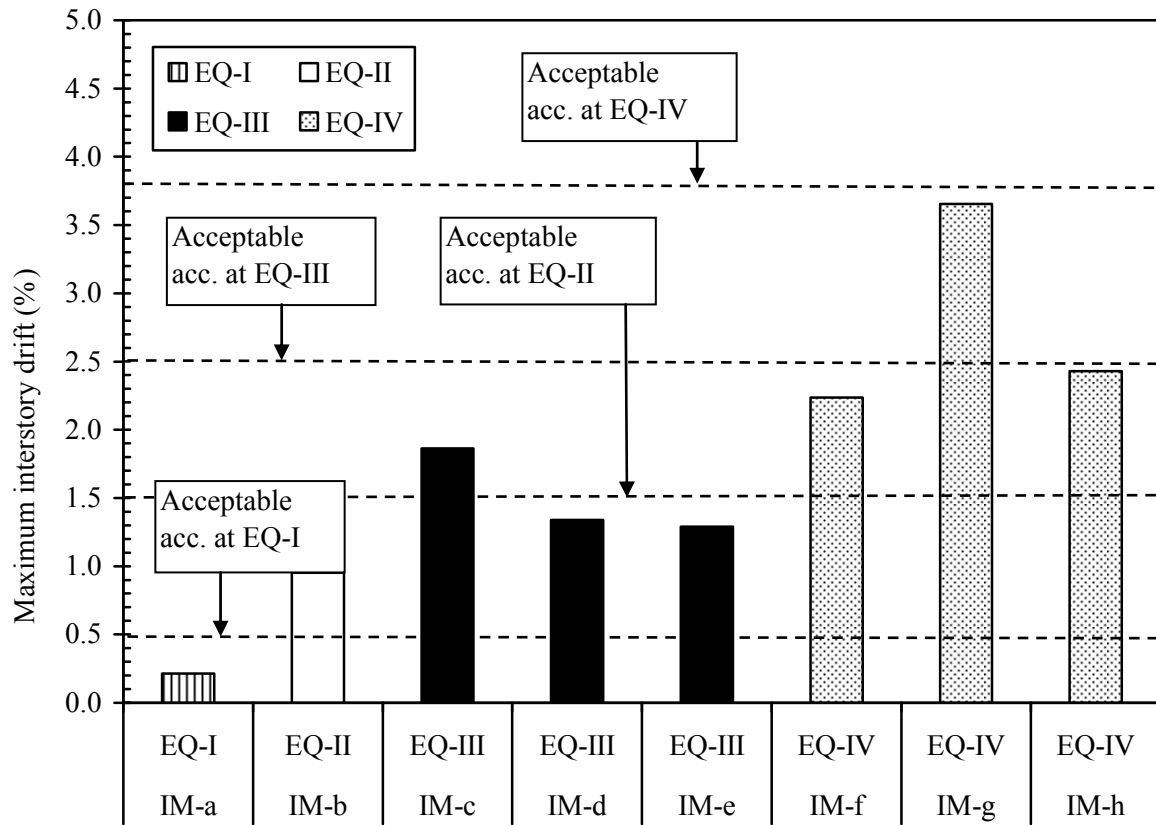 5.0
4.5
4.0
3.5
3.0
2.5
2.0
1.5
1.0
0.5
0.0
Maximum interstory drift (%)
EQ-I EQ-II
EQ-III EQ-IV
Acceptable
acc. at EQ-IV
Acceptable
acc. at EQ-III
Acceptable
acc. at EQ-II
Acceptable
acc. at EQ-I
EQ-I EQ-II EQ-III EQ-III EQ-III EQ-IV EQ-IV EQ-IV
IM-a IM-b IM-c IM-d IM-e IM-f IM-g IM-h